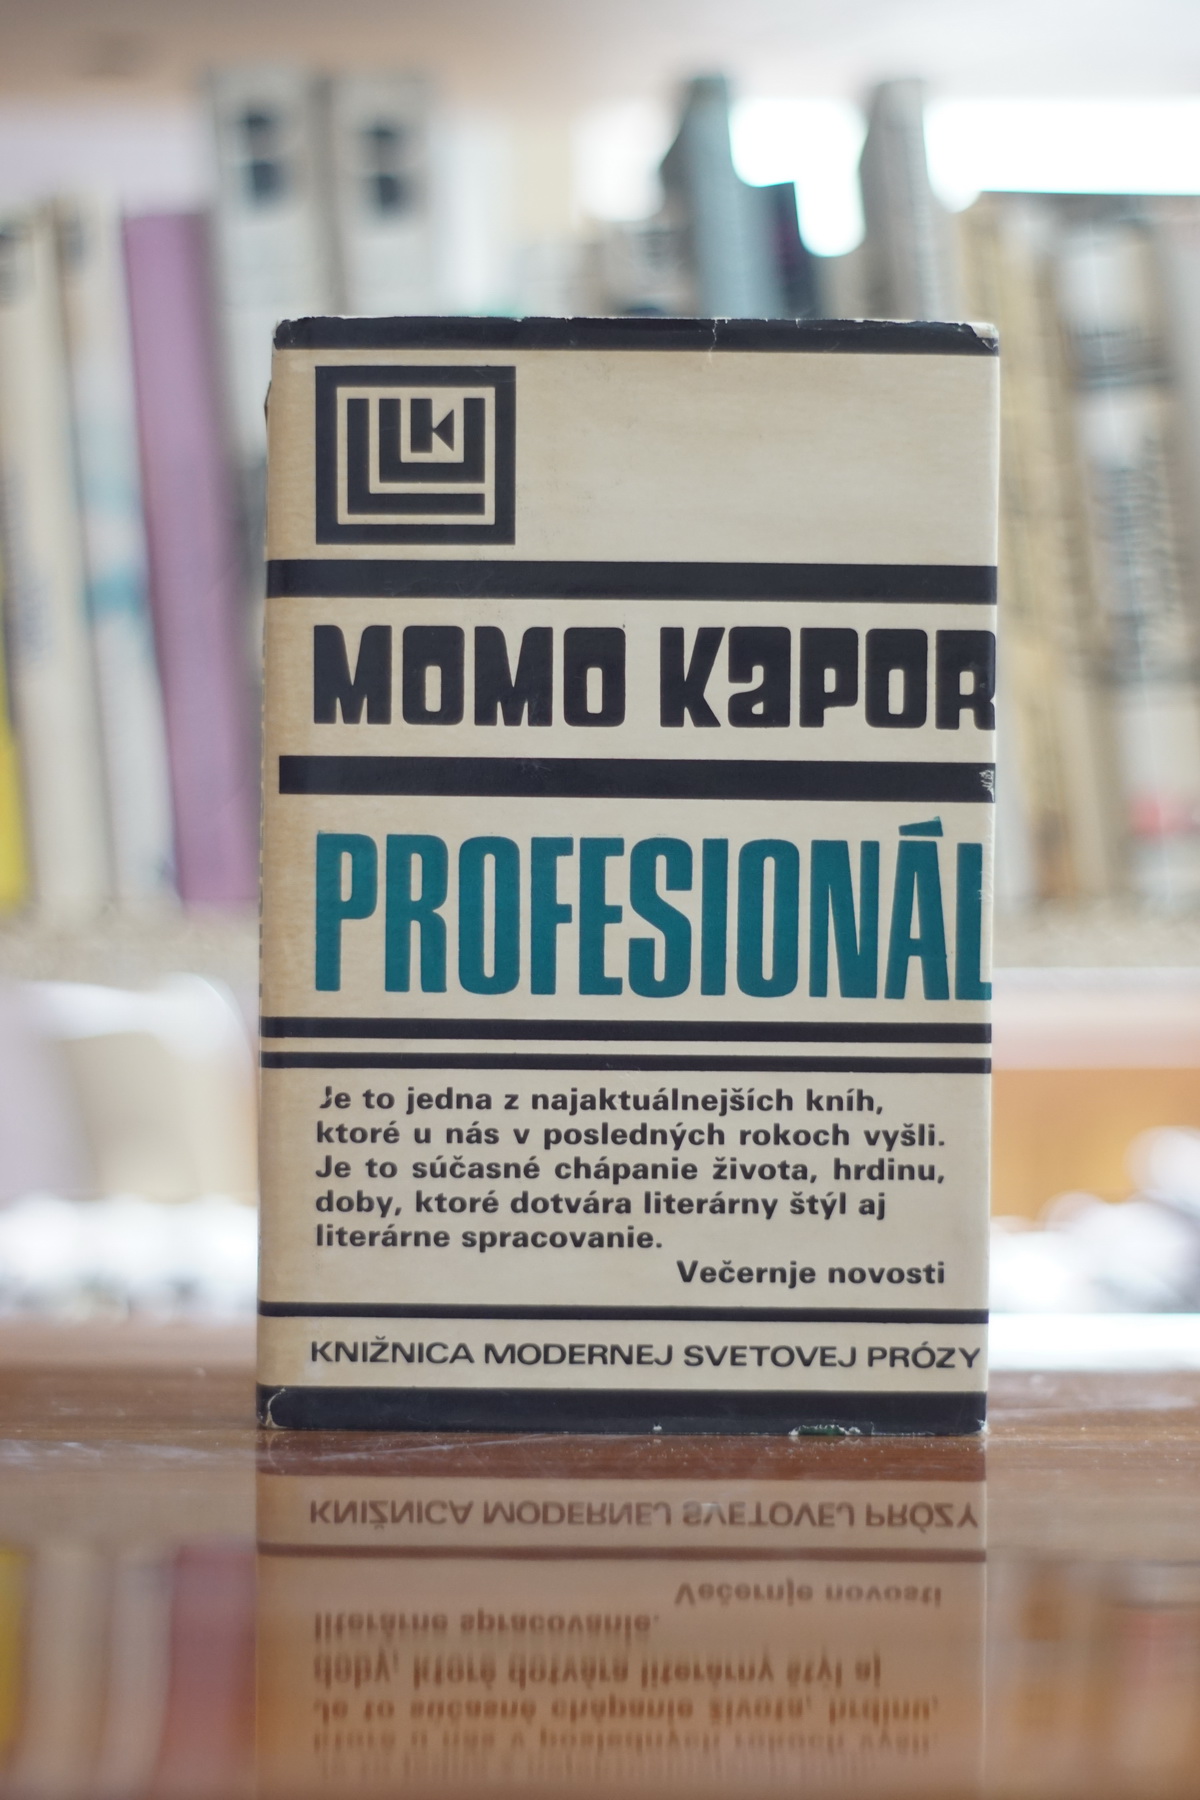 MOMO KAPOR
PROFESIONÁL
Je to jedna z najaktuálnejších kníh,
ktoré u nás v posledných rokoch vyšli.
Je to súčasné chápanie života, hrdinu,
doby, ktoré dotvára literárny štýl aj
literárne spracovanie.
Večernje novosti
KNIŽNICA MODERNEJ SVETOVEJ PRÓZY